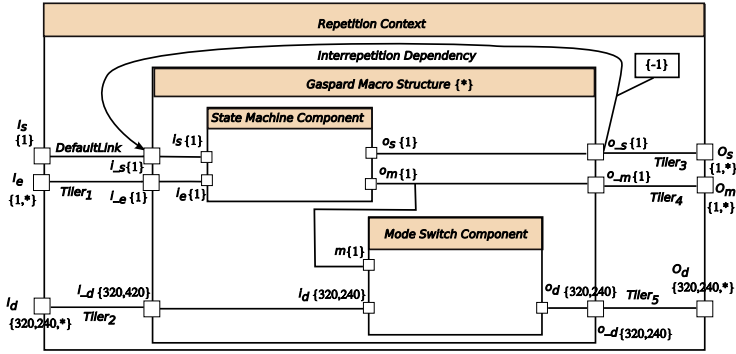 Repetition Context
Interrepetition Dependency
{-1}
Gaspard Macro Structure {*}
State Machine Component
Is
{1}
DefaultLink
is {1}
os {1}
o_s {1}
Os
{1,*}
i_s{1}
Tiler3
Ie
{1,*}
Tiler1
i_e {1}
ie{1}
om{1}
o_m{1}
Om
{1,*}
Tiler4
Mode Switch Component
m{1}
Id
{320,240,*}
i_d {320,420}
Tiler2
id {320,240}
od {320,240}
Tiler5
Od
{320,240,*}
o_d{320,240}